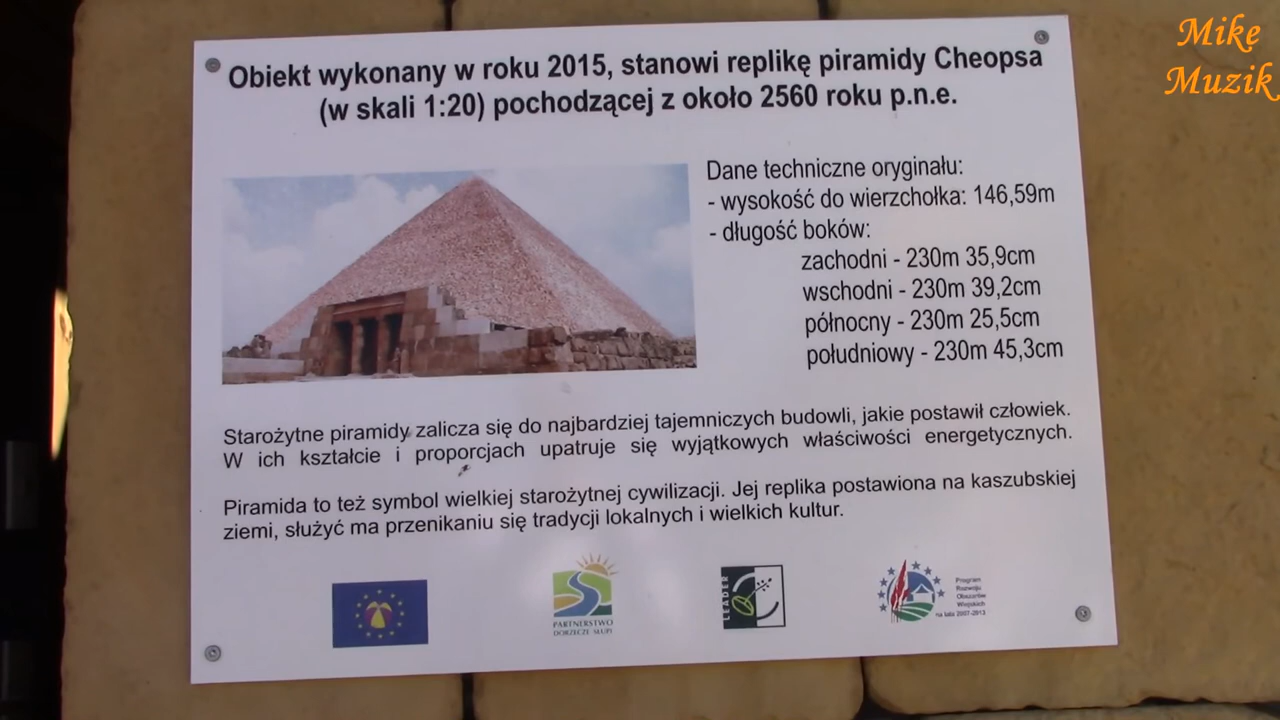 Mike
Muzik
Obiekt wykonany w roku 2015, stanowi replikę piramidy Cheopsa
(w skali 1:20) pochodzącej z około 2560 roku p.n.e.
Dane techniczne oryginału:
- wysokość do wierzchołka: 146,59m
- długość boków:
zachodni - 230m 35,9cm
wschodni - 230m 39,2cm
północny - 230m 25,5cm
południowy - 230m 45,3cm
Starożytne piramidy zalicza się do najbardziej tajemniczych budowli, jakie postawił człowiek.
W ich kształcie i proporcjach upatruje się wyjątkowych właściwości energetycznych.
Piramida to też symbol wielkiej starożytnej cywilizacji. Jej replika postawiona na kaszubskiej
ziemi, służyć ma przenikaniu się tradycji lokalnych i wielkich kultur.
PARTNERSTWO
DORZECZE SŁUPI
LEADER
Program
Rozwoju
Obszarów
Wiejskich
na lata 2007-2013